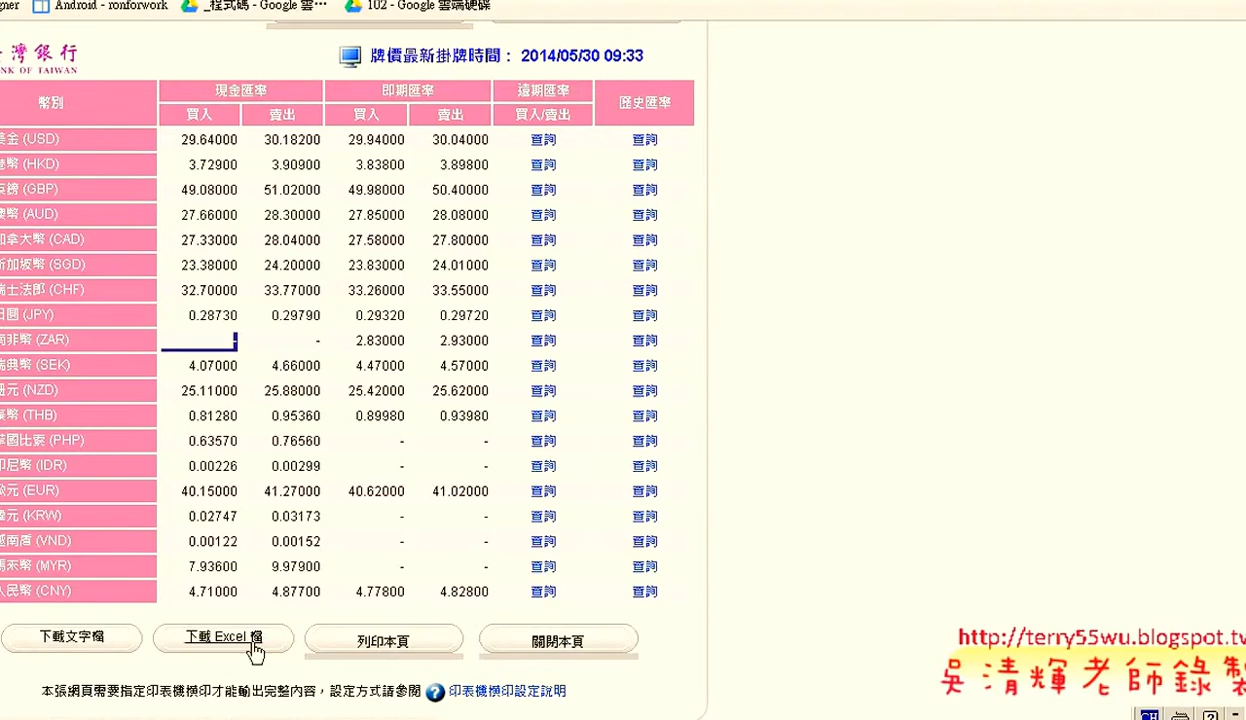 gner Android - ronforwork _程式碼 - Google 雲… 102 - Google 雲端硬碟
灣銀行
NK OF TAIWAN
牌價最新掛牌時間： 2014/05/30 09:33
幣別 現金匯率 即期匯率 遠期匯率 歷史匯率
買入 賣出 買入 賣出 買入/賣出
美金 (USD) 29.64000 30.18200 29.94000 30.04000 查詢 查詢
港幣 (HKD) 3.72900 3.90900 3.83800 3.89800 查詢 查詢
英鎊 (GBP) 49.08000 51.02000 49.98000 50.40000 查詢 查詢
澳幣 (AUD) 27.66000 28.30000 27.85000 28.08000 查詢 查詢
加拿大幣 (CAD) 27.33000 28.04000 27.58000 27.80000 查詢 查詢
新加坡幣 (SGD) 23.38000 24.20000 23.83000 24.01000 查詢 查詢
瑞士法郎 (CHF) 32.70000 33.77000 33.26000 33.55000 查詢 查詢
日圓 (JPY) 0.28730 0.29790 0.29320 0.29720 查詢 查詢
南非幣 (ZAR) - - 2.83000 2.93000 查詢 查詢
瑞典幣 (SEK) 4.07000 4.66000 4.47000 4.57000 查詢 查詢
紐元 (NZD) 25.11000 25.88000 25.42000 25.62000 查詢 查詢
泰幣 (THB) 0.81280 0.95360 0.89980 0.93980 查詢 查詢
菲國比索 (PHP) 0.63570 0.76560 - - 查詢 查詢
印尼幣 (IDR) 0.00226 0.00299 - - 查詢 查詢
歐元 (EUR) 40.15000 41.27000 40.62000 41.02000 查詢 查詢
韓元 (KRW) 0.02747 0.03173 - - 查詢 查詢
越南盾 (VND) 0.00122 0.00152 - - 查詢 查詢
馬來幣 (MYR) 7.93600 9.97900 - - 查詢 查詢
人民幣 (CNY) 4.71000 4.87700 4.77800 4.82800 查詢 查詢
下載文字檔 下載 Excel 檔 列印本頁 關閉本頁
本張網頁需要指定印表機橫印才能輸出完整內容，設定方式請參閱 印表機橫印設定說明
http://terry55wu.blogspot.tw
吳清輝老師錄製
CH